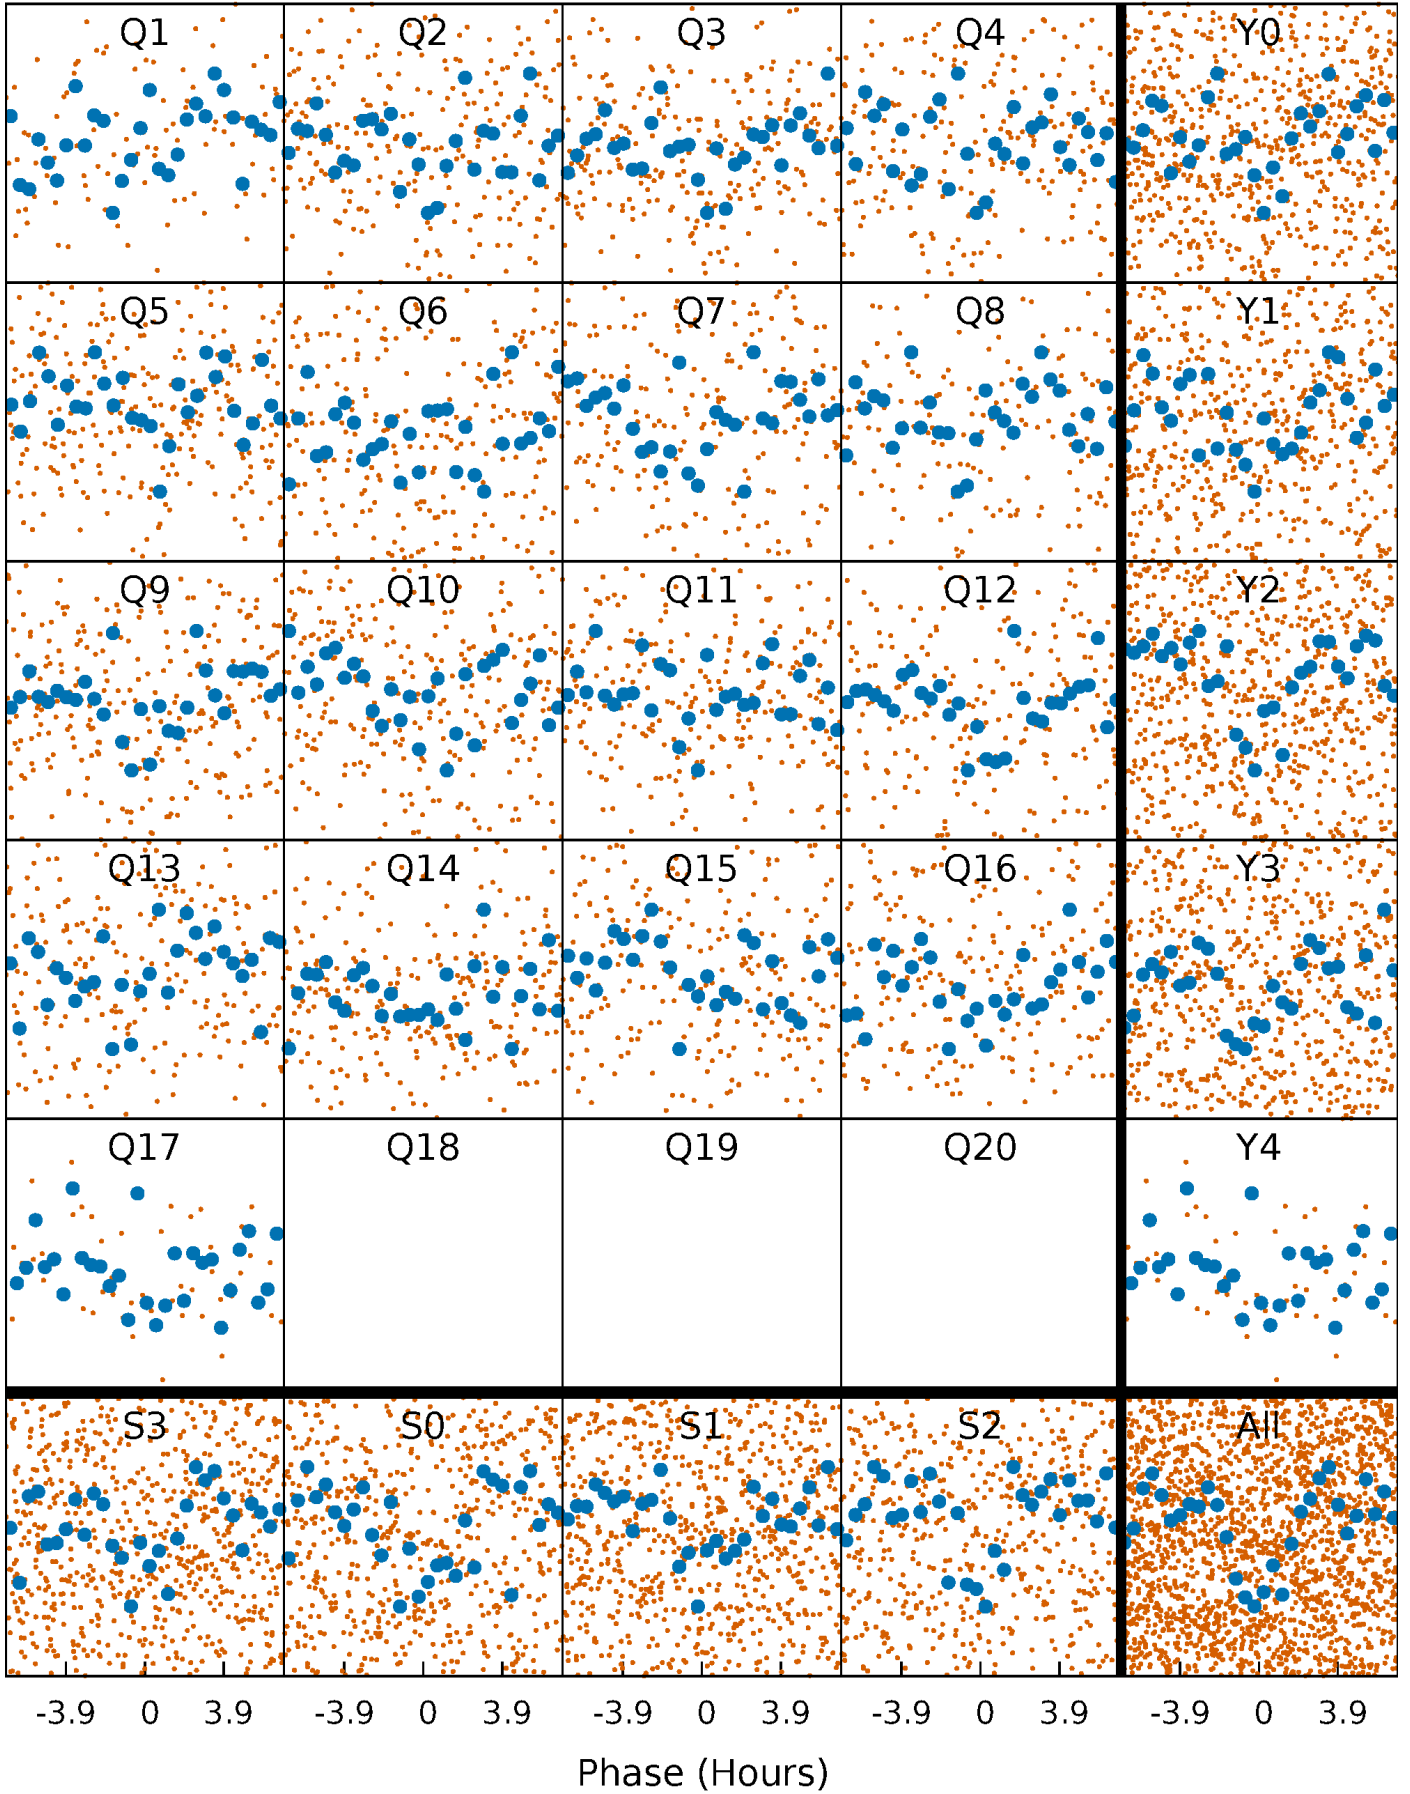 Q1 Q2 Q3 Q4 Y0
Q5 Q6 Q7 Q8 Y1
Q9 Q10 Q11 Q12 Y2
Q13 Q14 Q15 Q16 Y3
Q17 Q18 Q19 Q20 Y4
S3 S0 S1 S2 All
-3.9 0 3.9 -3.9 0 3.9 -3.9 0 3.9 -3.9 0 3.9 -3.9 0 3.9
Phase (Hours)